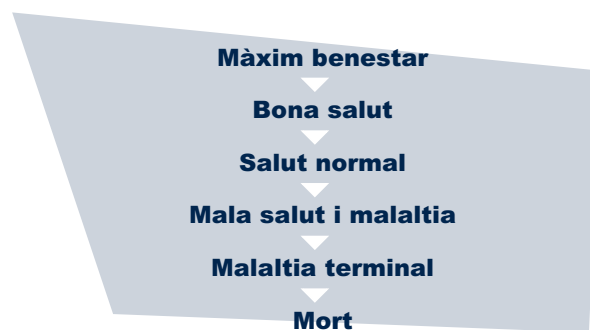 Màxim benestar
Bona salut
Salut normal
Mala salut i malaltia
Malaltia terminal
Mort